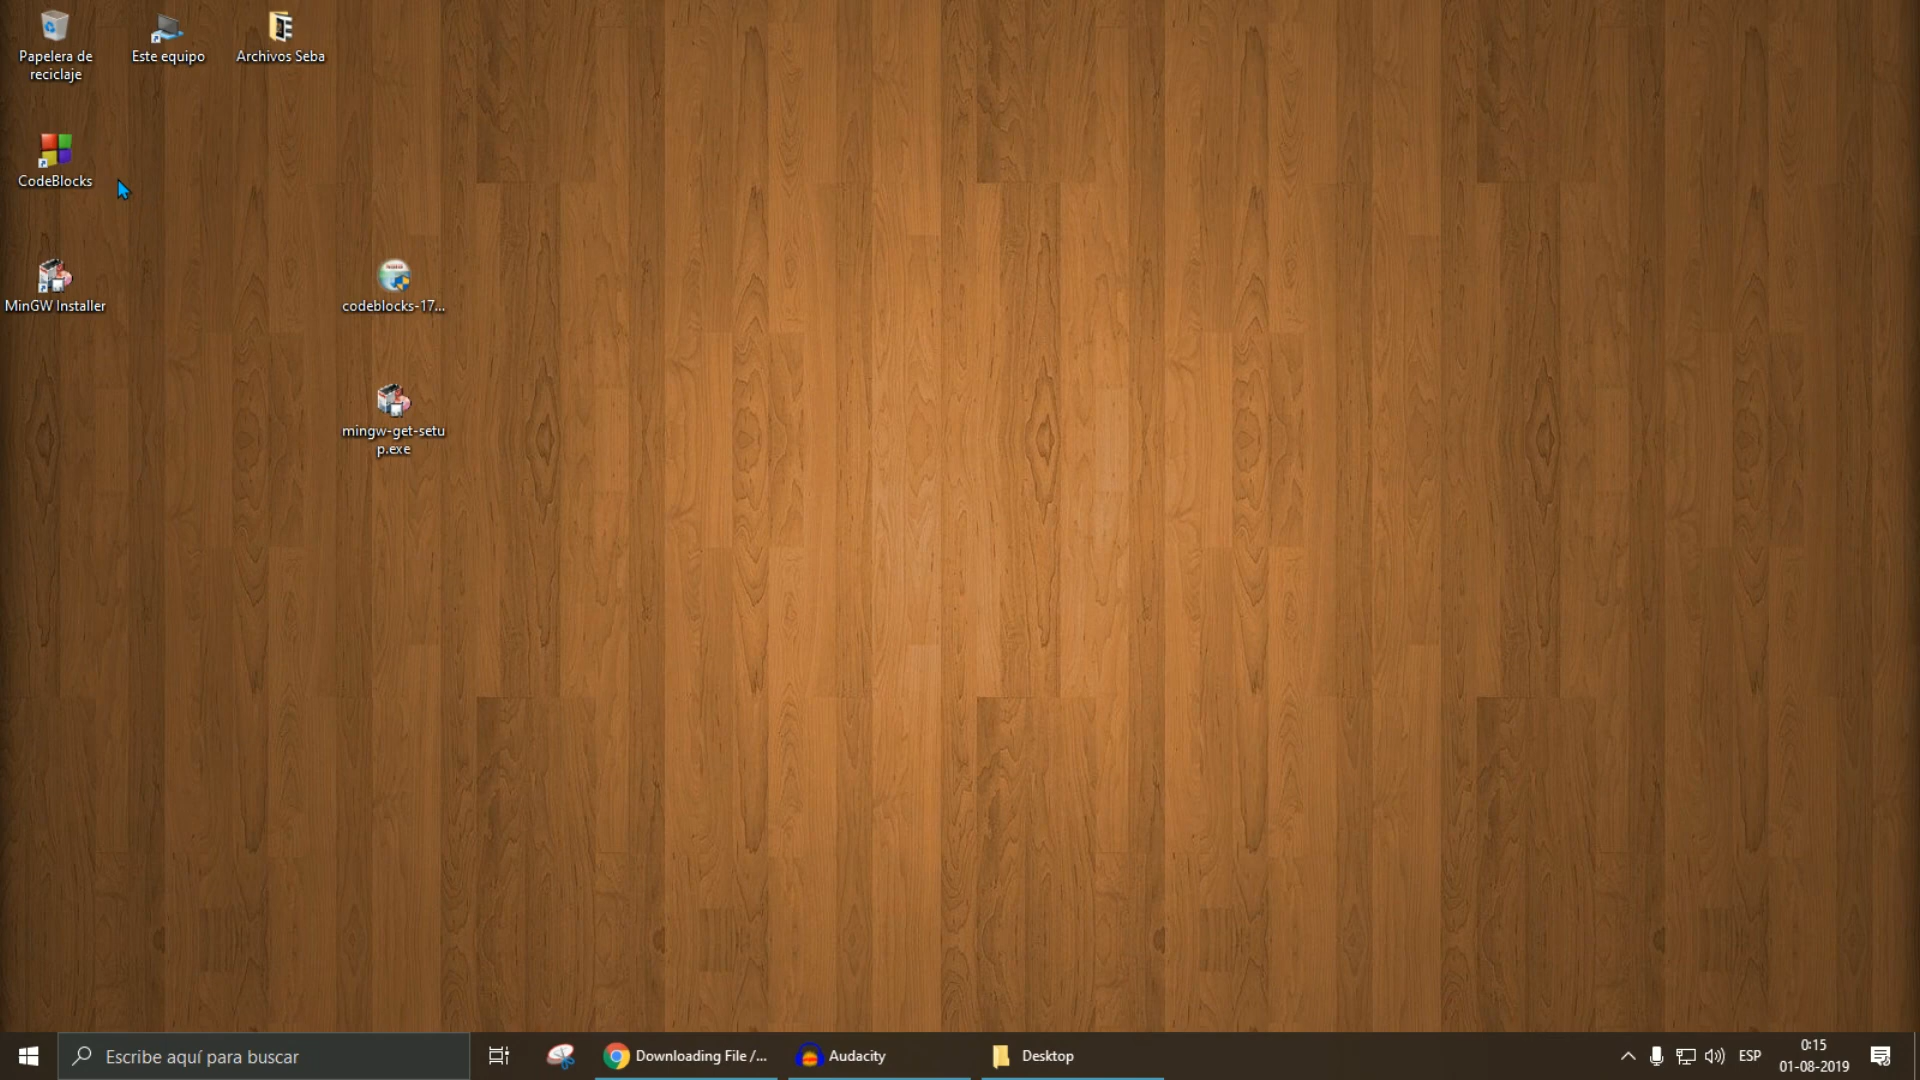 Papelera de
reciclaje
Este equipo
Archivos Seba
CodeBlocks
MinGW Installer
codeblocks-17...
mingw-get-setu
p.exe
Escribe aquí para buscar
Downloading File /...
Audacity
Desktop
ESP
0:15
01-08-2019